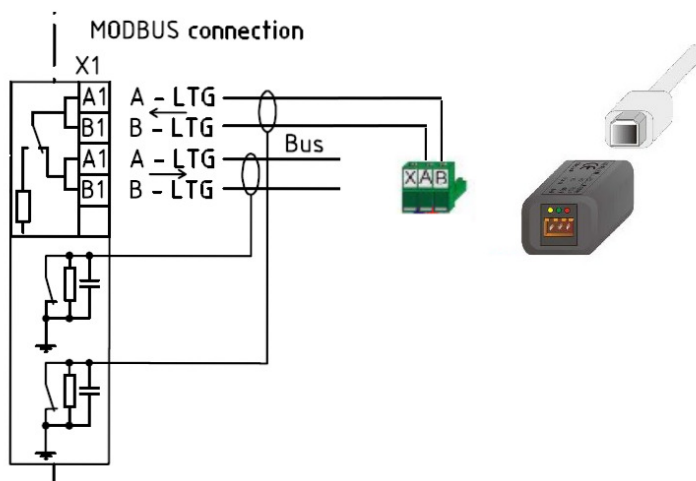 MODBUS connection
X1
A1 A - LTG
B1 B - LTG
A1 A - LTG Bus
B1 B - LTG
X A B